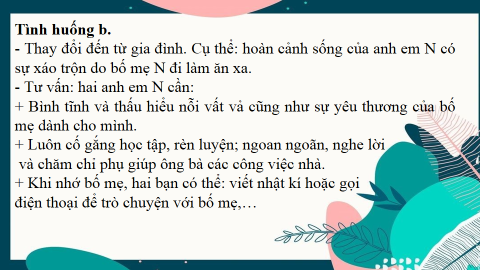 Tình huống b.
- Thay đổi đến từ gia đình. Cụ thể: hoàn cảnh sống của anh em N có
sự xáo trộn do bố mẹ N đi làm ăn xa.
- Tư vấn: hai anh em N cần:
+ Bình tĩnh và thấu hiểu nỗi vất vả cũng như sự yêu thương của bố
mẹ dành cho mình.
+ Luôn cố gắng học tập, rèn luyện; ngoan ngoãn, nghe lời
và chăm chỉ phụ giúp ông bà các công việc nhà.
+ Khi nhớ bố mẹ, hai bạn có thể: viết nhật kí hoặc gọi
điện thoại để trò chuyện với bố mẹ,…